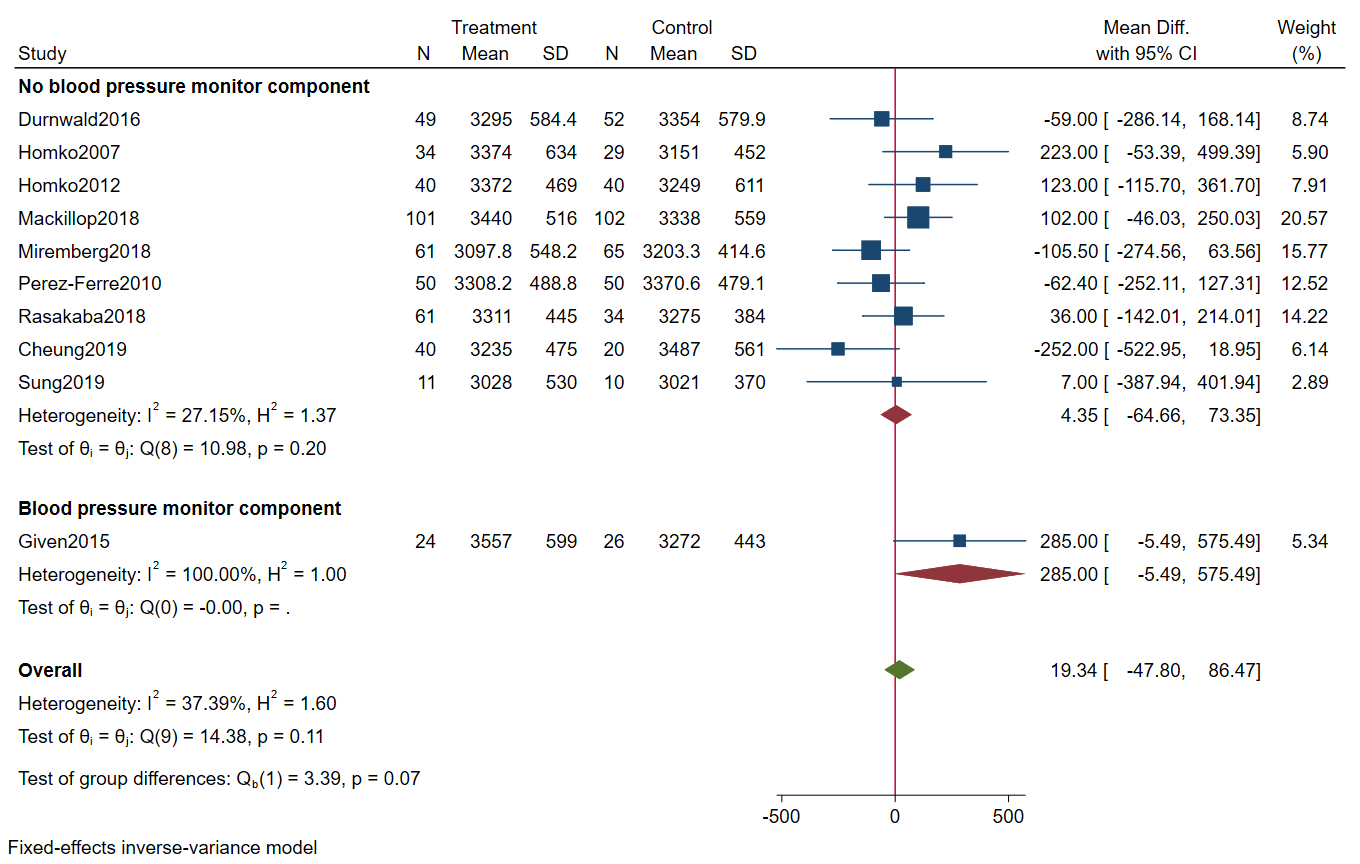 Treatment Control Mean Diff. Weight
Study N Mean SD N Mean SD with 95% CI (%)
No blood pressure monitor component
Durnwald2016 49 3295 584.4 52 3354 579.9 -59.00 [ -286.14, 168.14] 8.74
Homko2007 34 3374 634 29 3151 452 223.00 [ -53.39, 499.39] 5.90
Homko2012 40 3372 469 40 3249 611 123.00 [ -115.70, 361.70] 7.91
Mackillop2018 101 3440 516 102 3338 559 102.00 [ -46.03, 250.03] 20.57
Miremberg2018 61 3097.8 548.2 65 3203.3 414.6 -105.50 [ -274.56, 63.56] 15.77
Perez-Ferre2010 50 3308.2 488.8 50 3370.6 479.1 -62.40 [ -252.11, 127.31] 12.52
Rasakaba2018 61 3311 445 34 3275 384 36.00 [ -142.01, 214.01] 14.22
Cheung2019 40 3235 475 20 3487 561 -252.00 [ -522.95, 18.95] 6.14
Sung2019 11 3028 530 10 3021 370 7.00 [ -387.94, 401.94] 2.89
Heterogeneity: I² = 27.15%, H² = 1.37 4.35 [ -64.66, 73.35]
Test of θᵢ = θⱼ: Q(8) = 10.98, p = 0.20
Blood pressure monitor component
Given2015 24 3557 599 26 3272 443 285.00 [ -5.49, 575.49] 5.34
Heterogeneity: I² = 100.00%, H² = 1.00 285.00 [ -5.49, 575.49]
Test of θᵢ = θⱼ: Q(0) = -0.00, p = .
Overall 19.34 [ -47.80, 86.47]
Heterogeneity: I² = 37.39%, H² = 1.60
Test of θᵢ = θⱼ: Q(9) = 14.38, p = 0.11
Test of group differences: Q_b(1) = 3.39, p = 0.07
-500 0 500
Fixed-effects inverse-variance model